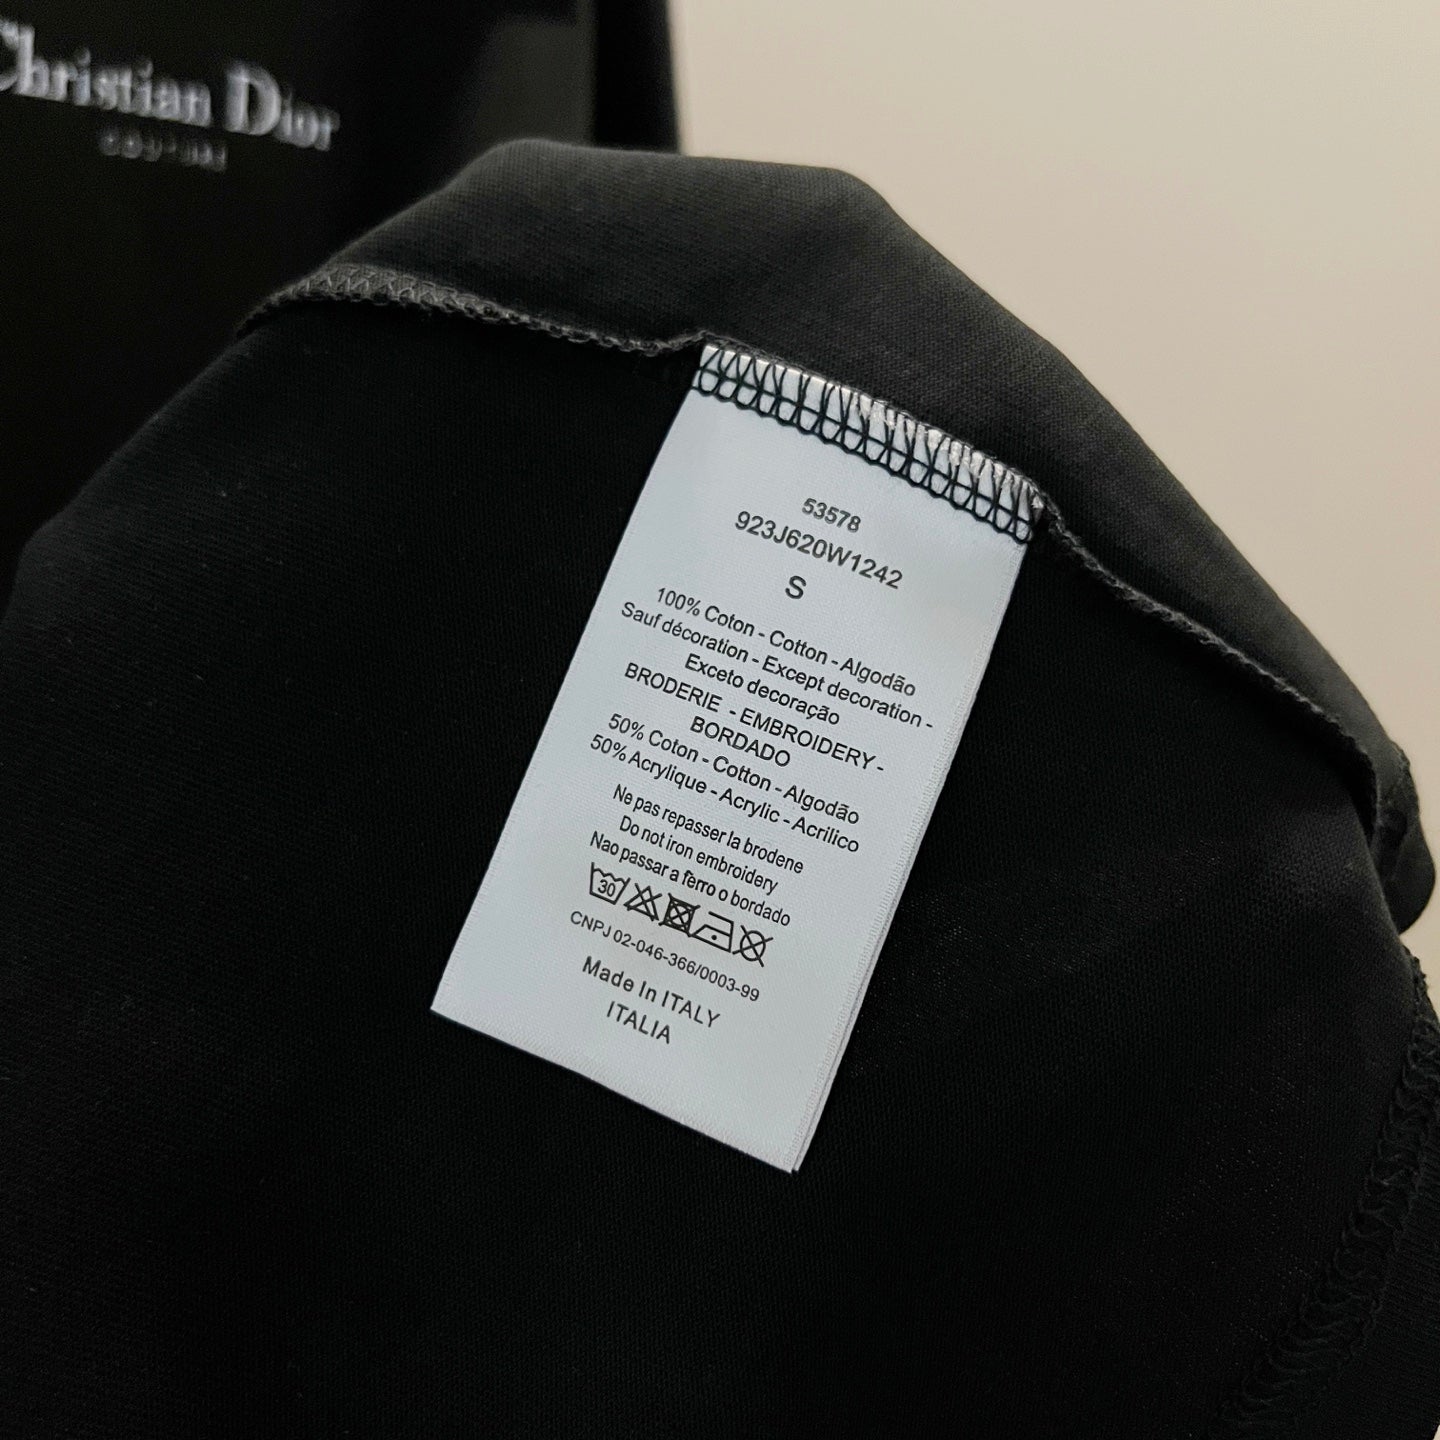 Christian Dior
COUTURE
53578
923J620W1242
S
100% Coton - Cotton - Algodão
Sauf décoration - Except decoration -
Exceto decoração
BRODERIE - EMBROIDERY -
BORDADO
50% Coton - Cotton - Algodão
50% Acrylique - Acrylic - Acrilico
Ne pas repasser la brodene
Do not iron embroidery
Nao passar a ferro o bordado
30
CNPJ 02-046-366/0003-99
Made In ITALY
ITALIA